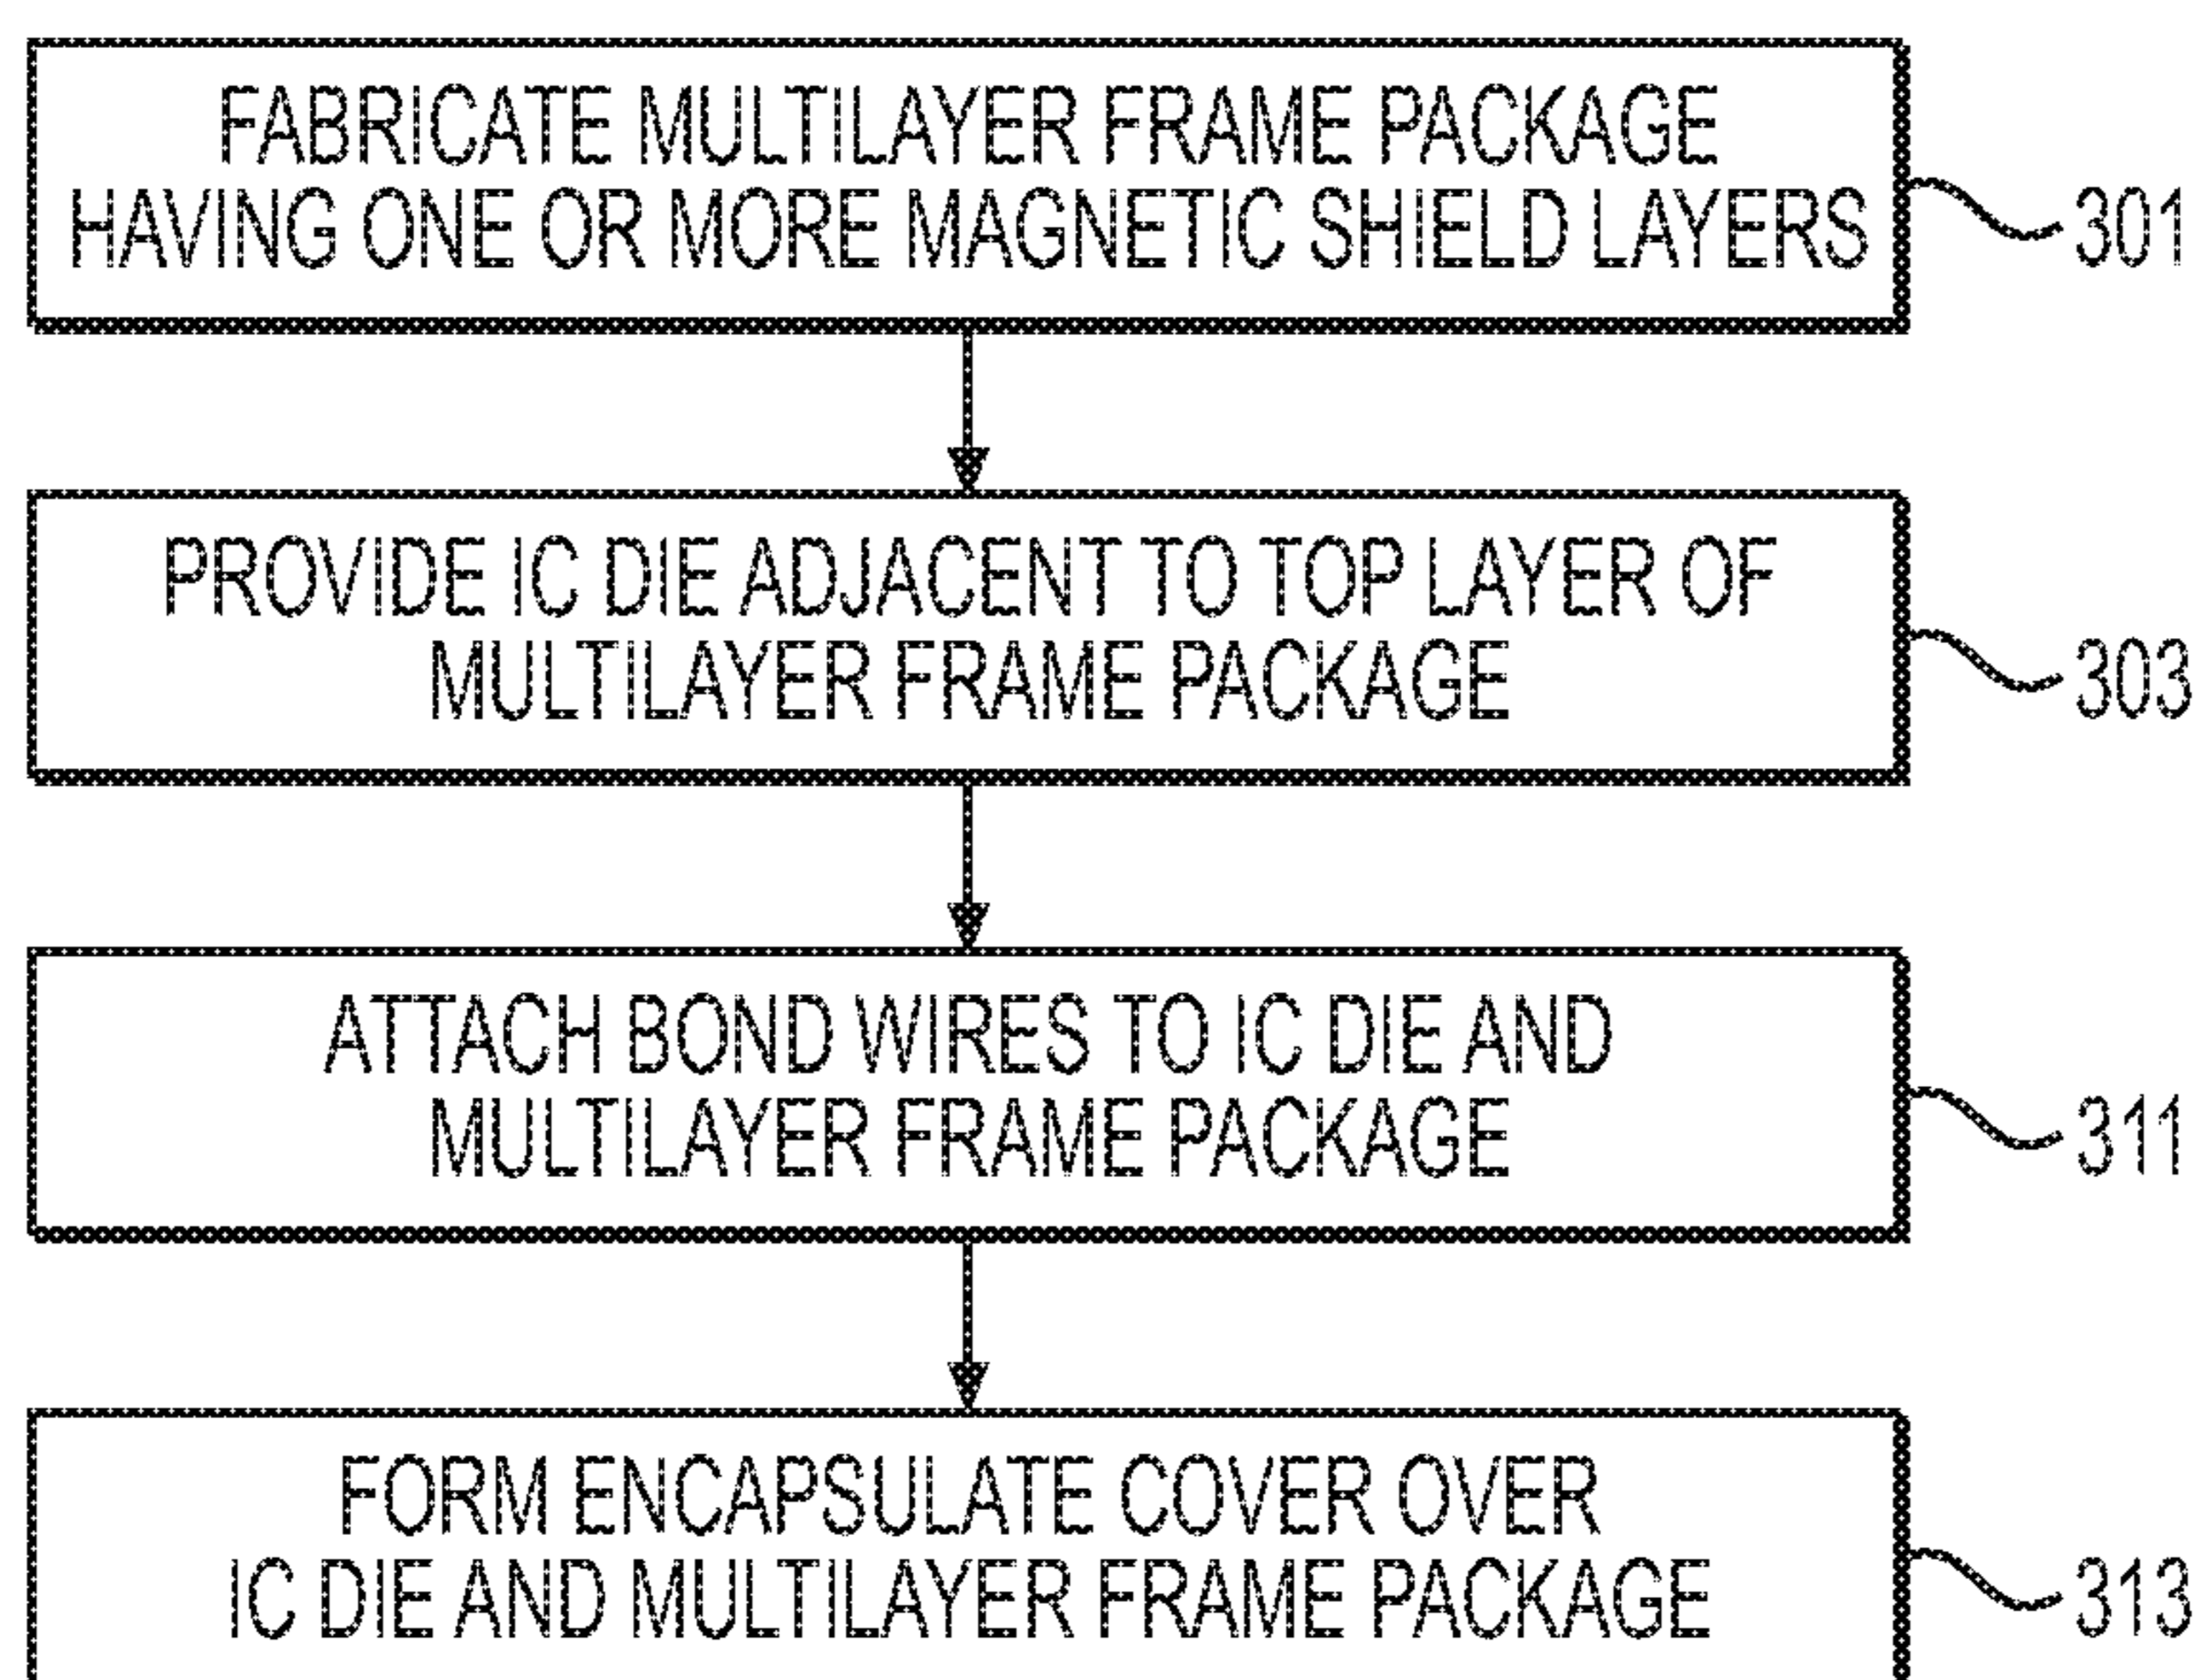 FABRICATE MULTILAYER FRAME PACKAGE
HAVING ONE OR MORE MAGNETIC SHIELD LAYERS
301
PROVIDE IC DIE ADJACENT TO TOP LAYER OF
MULTILAYER FRAME PACKAGE
303
ATTACH BOND WIRES TO IC DIE AND
MULTILAYER FRAME PACKAGE
311
FORM ENCAPSULATE COVER OVER
IC DIE AND MULTILAYER FRAME PACKAGE
313